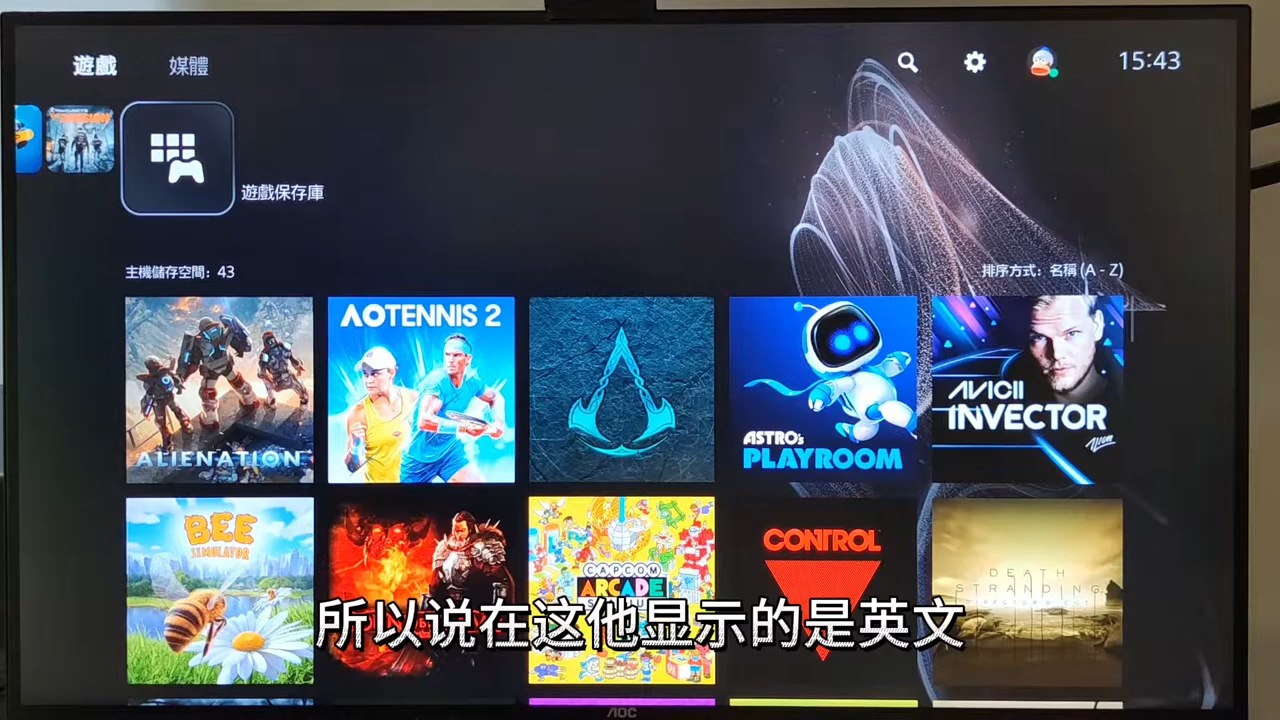 遊戲
媒體
15:43
遊戲保存庫
主機儲存空間：43
排序方式：名稱 (A - Z)
ALIENATION
AOTENNIS 2
ASTRO's
PLAYROOM
AVICII
INVECTOR
BEE
SIMULATOR
CAPCOM
ARCADE
CONTROL
DEATH
STRANDING
DIRECTOR'S CUT
所以说在这他显示的是英文
AOC